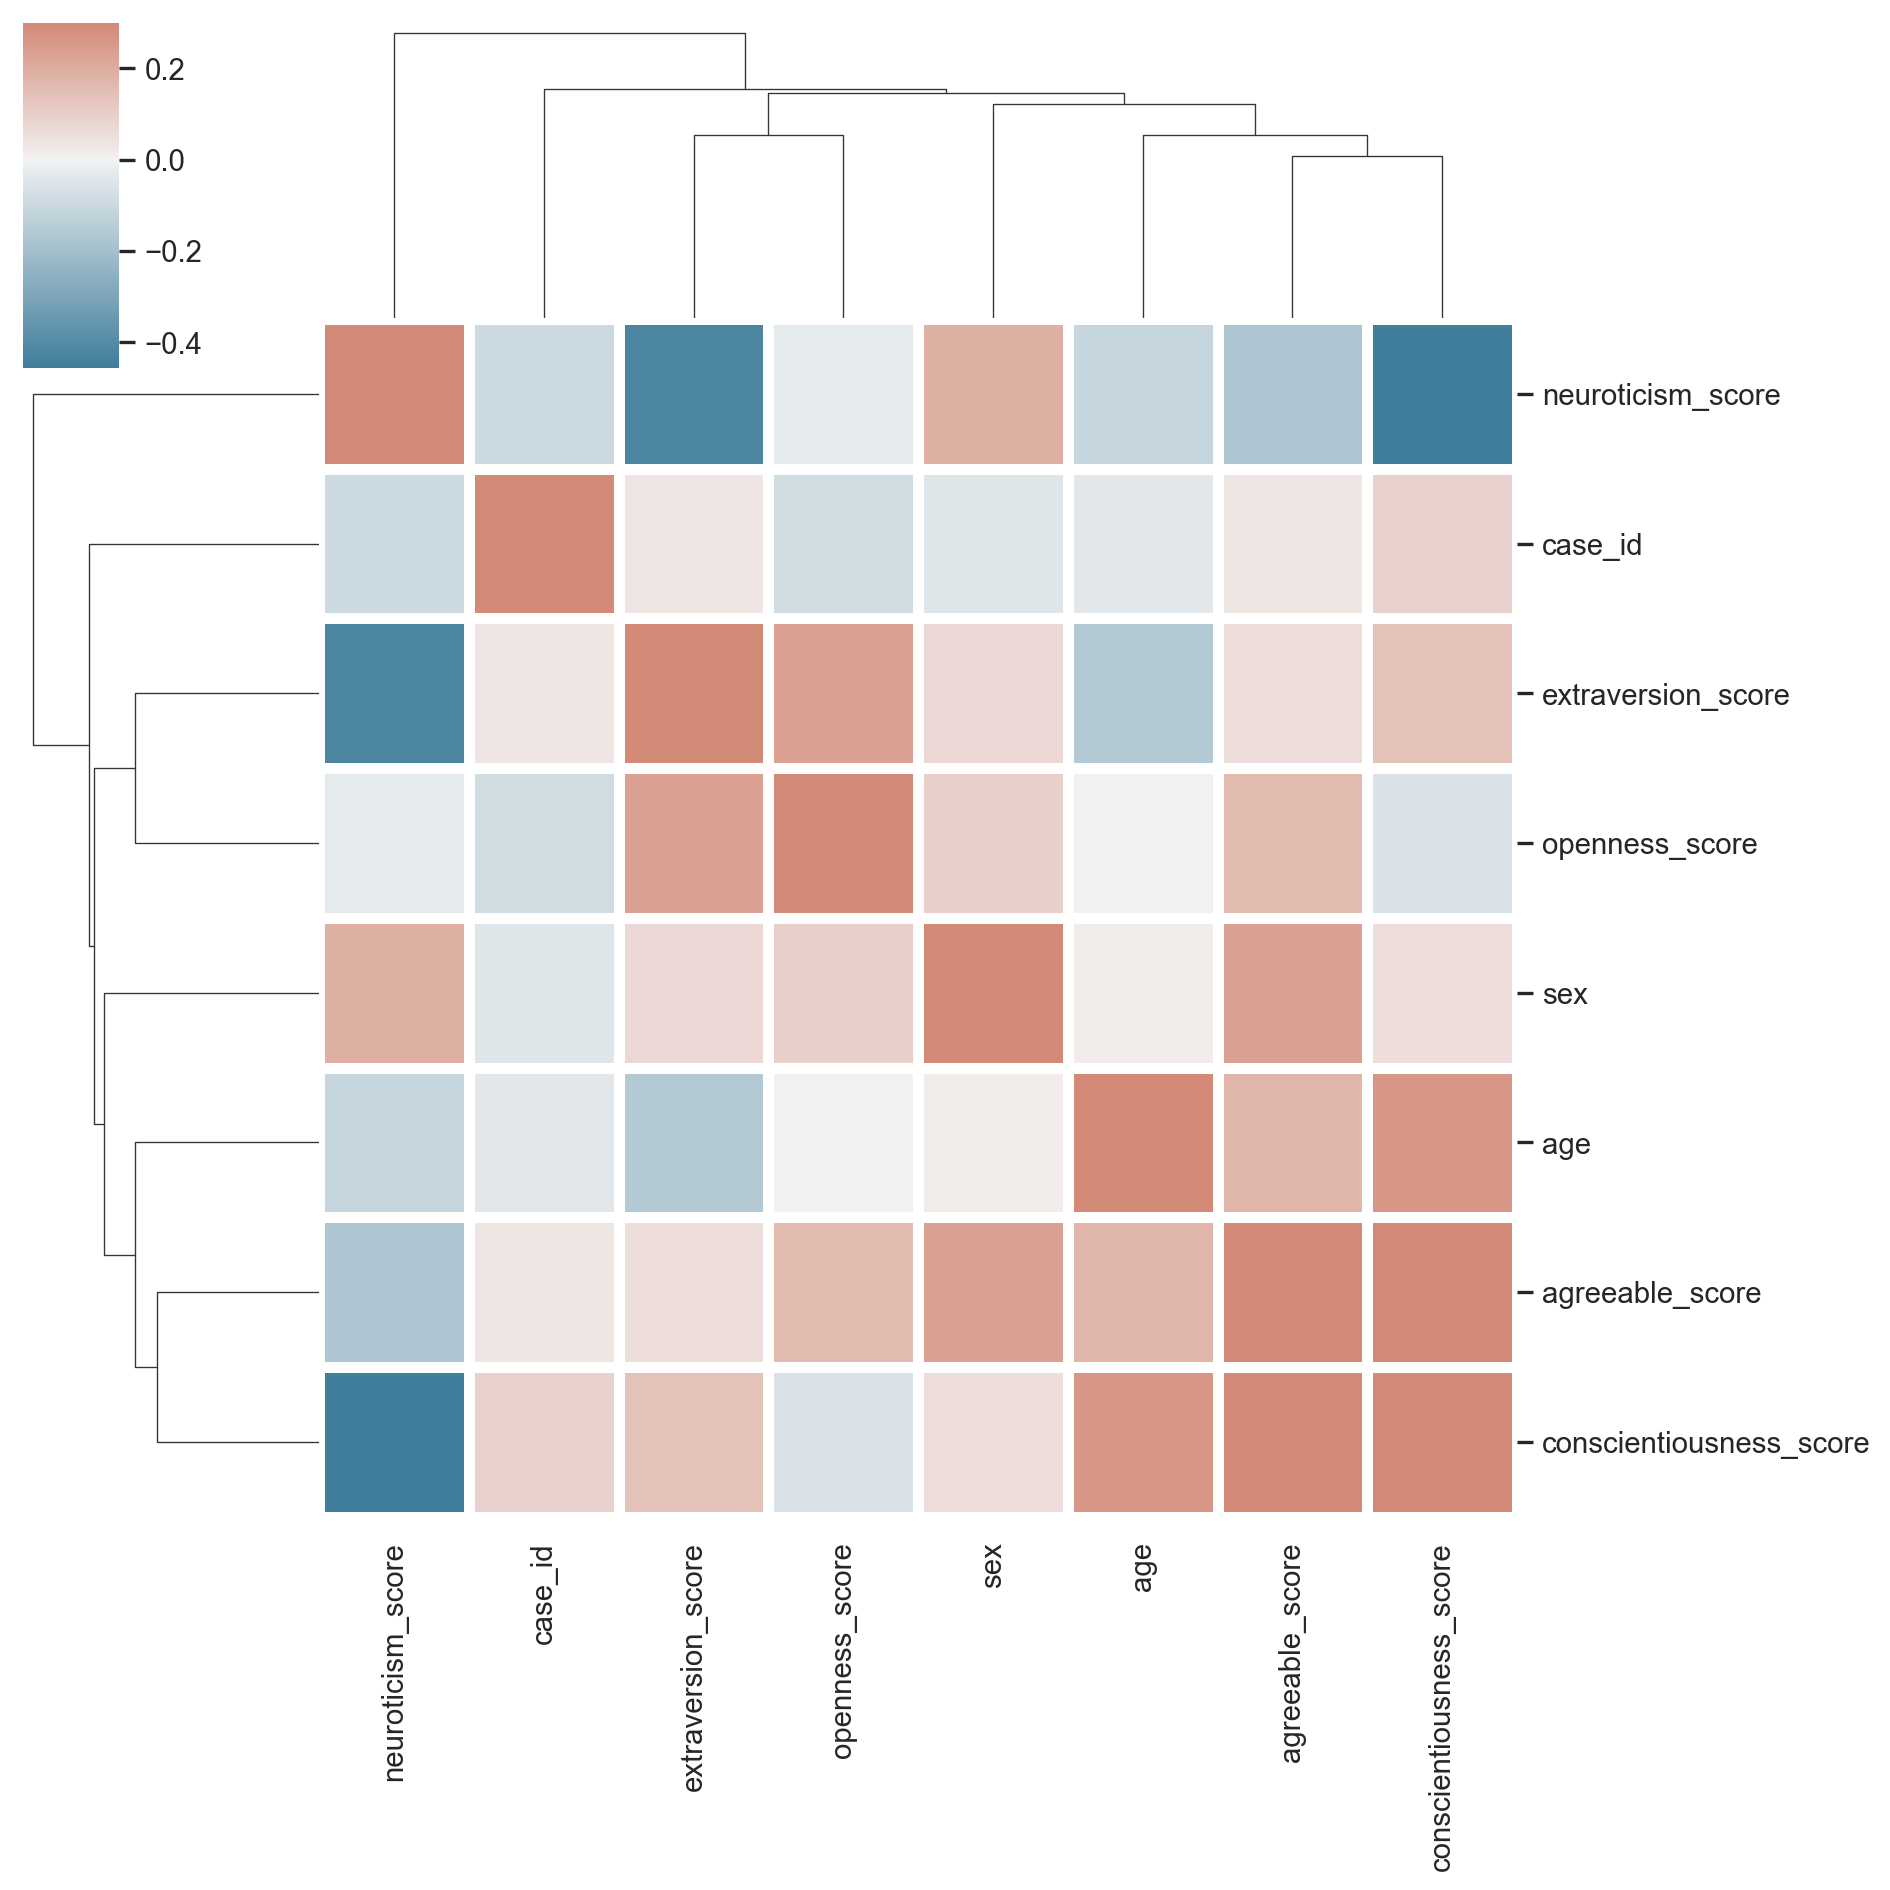 0.2
0.0
−0.2
−0.4
neuroticism_score
case_id
extraversion_score
openness_score
sex
age
agreeable_score
conscientiousness_score
neuroticism_score
case_id
extraversion_score
openness_score
sex
age
agreeable_score
conscientiousness_score